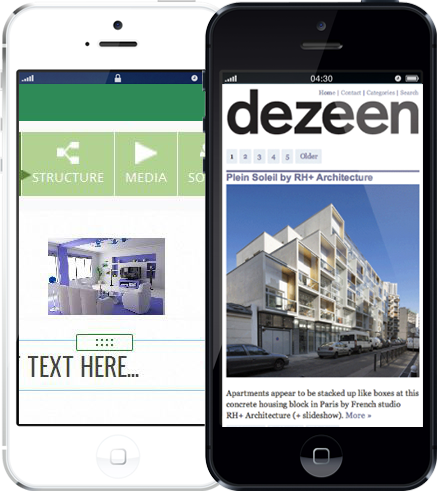 STRUCTURE
MEDIA
SO
TEXT HERE...
04:30
Home | Contact | Categories | Search
dezeen
1 2 3 4 5 Older
Plein Soleil by RH+ Architecture
Apartments appear to be stacked up like boxes at this
concrete housing block in Paris by French studio
RH+ Architecture (+ slideshow). More »